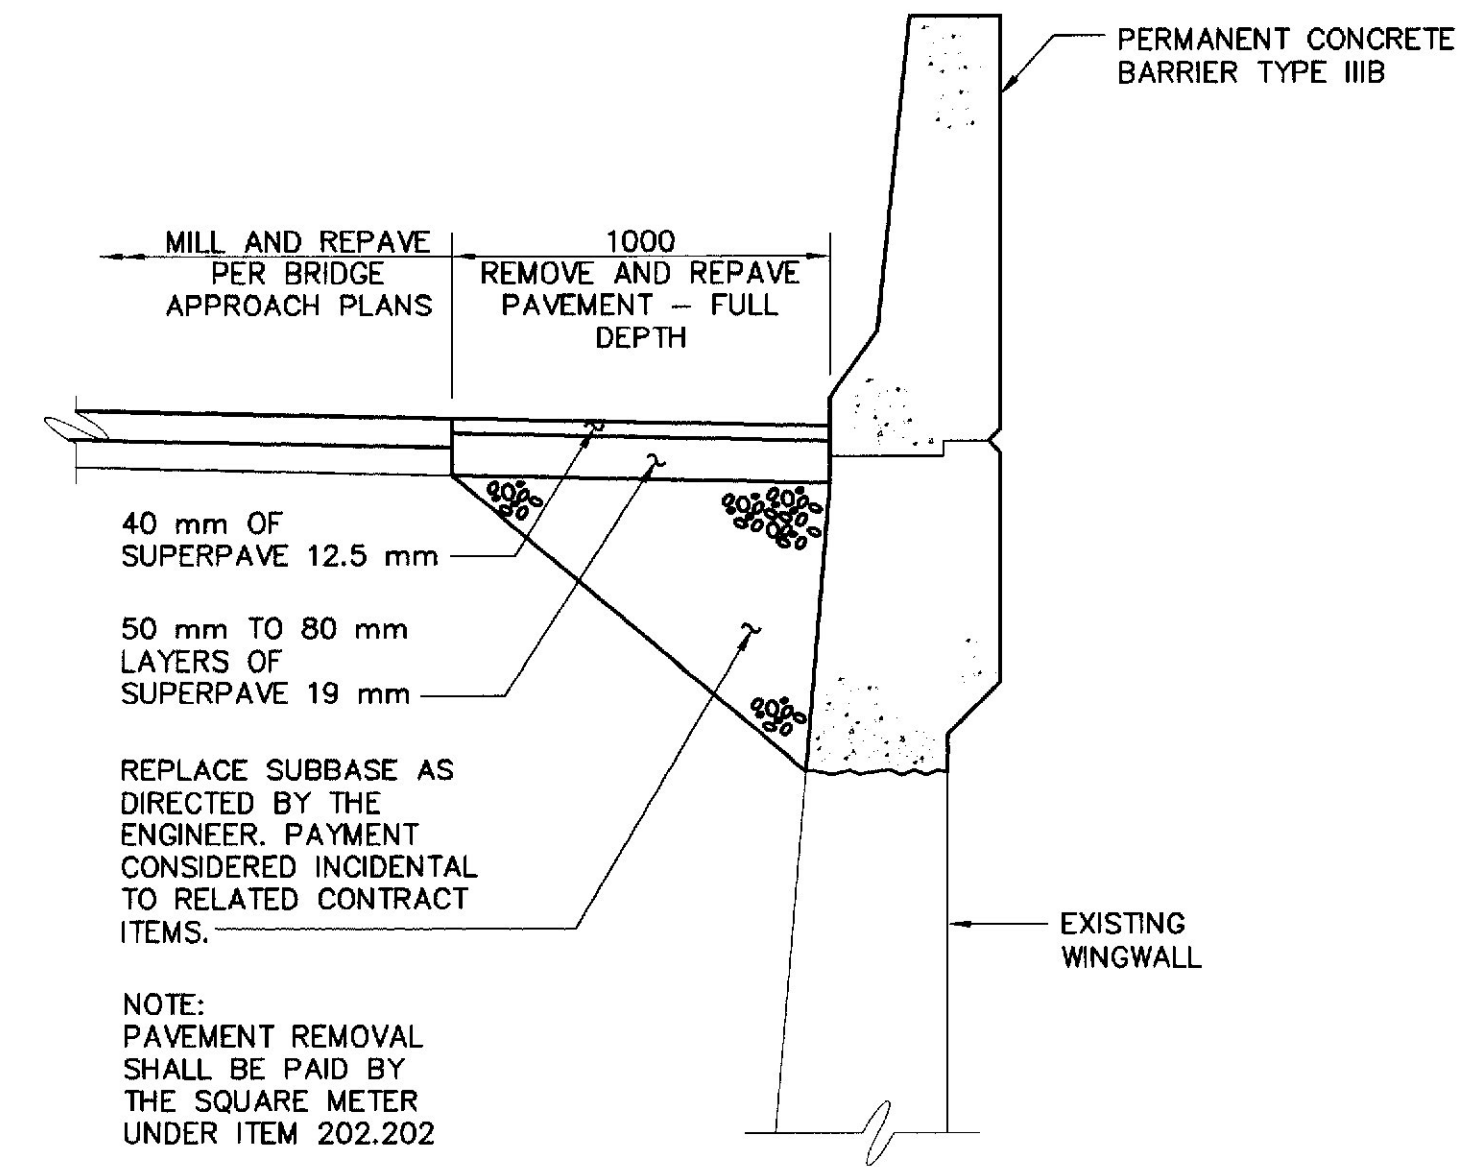 PERMANENT CONCRETE
BARRIER TYPE IIIB
MILL AND REPAVE
PER BRIDGE
APPROACH PLANS
1000
REMOVE AND REPAVE
PAVEMENT – FULL
DEPTH
40 mm OF
SUPERPAVE 12.5 mm
50 mm TO 80 mm
LAYERS OF
SUPERPAVE 19 mm
REPLACE SUBBASE AS
DIRECTED BY THE
ENGINEER. PAYMENT
CONSIDERED INCIDENTAL
TO RELATED CONTRACT
ITEMS.
EXISTING
WINGWALL
NOTE:
PAVEMENT REMOVAL
SHALL BE PAID BY
THE SQUARE METER
UNDER ITEM 202.202